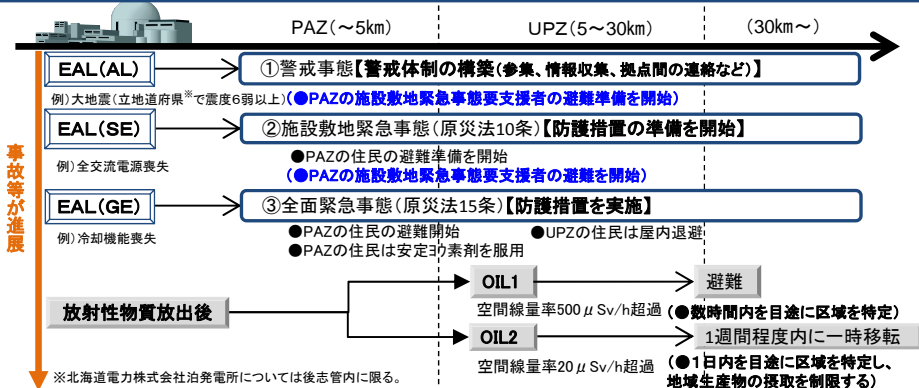 PAZ(～5km)
UPZ(5～30km)
(30km～)
EAL(AL)
①警戒事態【警戒体制の構築(参集、情報収集、拠点間の連絡など)】
例)大地震(立地道府県※で震度6弱以上)
(●PAZの施設敷地緊急事態要支援者の避難準備を開始)
EAL(SE)
②施設敷地緊急事態(原災法10条)【防護措置の準備を開始】
例)全交流電源喪失
●PAZの住民の避難準備を開始
(●PAZの施設敷地緊急事態要支援者の避難を開始)
事故等が進展
EAL(GE)
③全面緊急事態(原災法15条)【防護措置を実施】
例)冷却機能喪失
●PAZの住民の避難開始
●UPZの住民は屋内退避
●PAZの住民は安定ヨウ素剤を服用
OIL1
避難
放射性物質放出後
空間線量率500μSv/h超過
(●数時間内を目途に区域を特定)
OIL2
1週間程度内に一時移転
空間線量率20μSv/h超過
(●1日内を目途に区域を特定し、
地域生産物の摂取を制限する)
※北海道電力株式会社泊発電所については後志管内に限る。